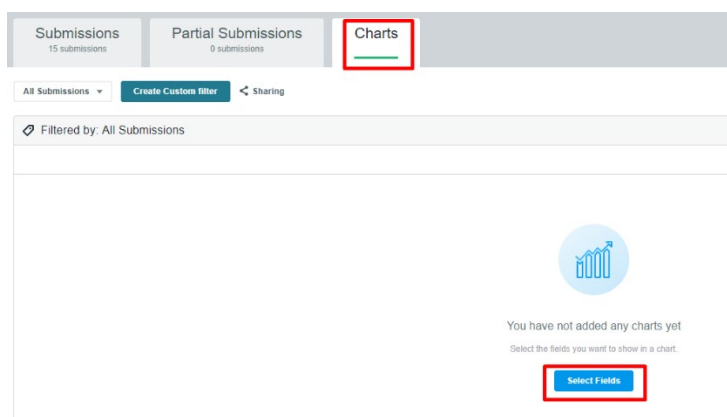 Submissions
15 submissions
Partial Submissions
0 submissions
Charts
All Submissions
Create Custom filter
Sharing
Filtered by: All Submissions
You have not added any charts yet
Select the fields you want to show in a chart.
Select Fields